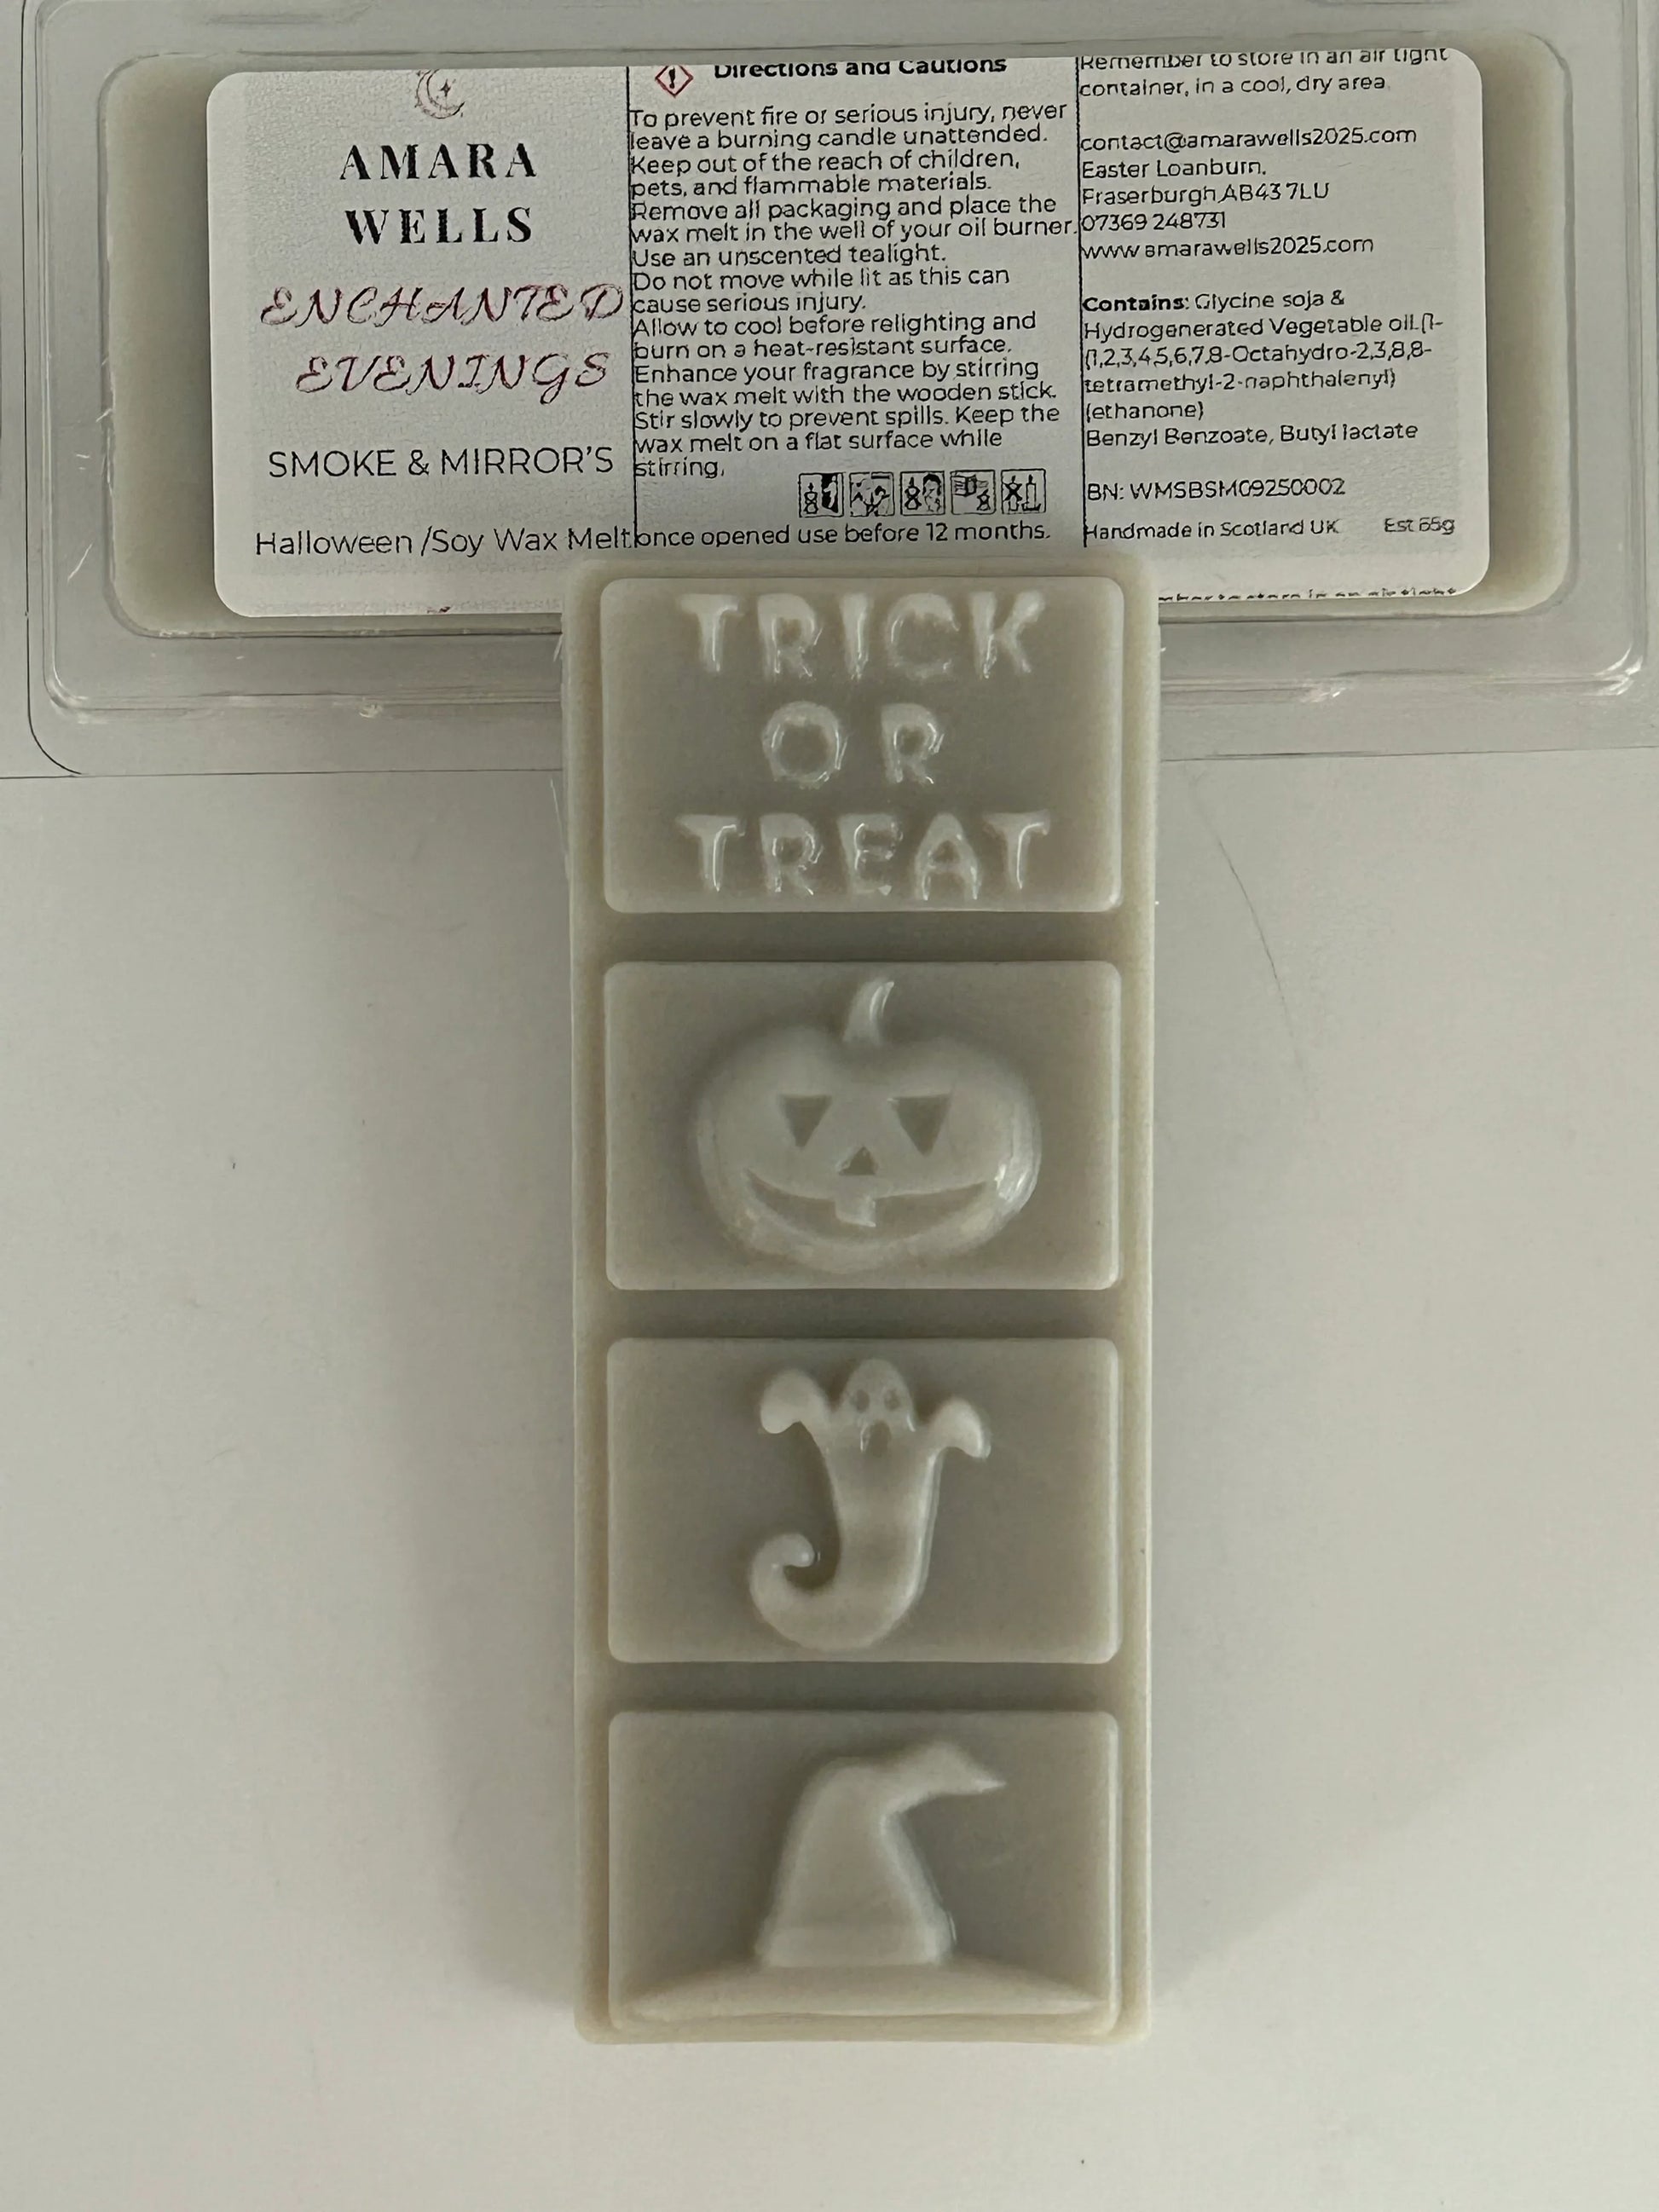 AMARA
WELLS
ENCHANTED
EVENINGS
SMOKE & MIRROR'S
Halloween /Soy Wax Melt
Directions and Cautions
To prevent fire or serious injury, never
leave a burning candle unattended.
Keep out of the reach of children,
pets, and flammable materials.
Remove all packaging and place the
wax melt in the well of your oil burner.
Use an unscented tealight.
Do not move while lit as this can
cause serious injury.
Allow to cool before relighting and
burn on a heat-resistant surface.
Enhance your fragrance by stirring
the wax melt with the wooden stick.
Stir slowly to prevent spills. Keep the
wax melt on a flat surface while
stirring.
once opened use before 12 months.
Remember to store in an air tight
container, in a cool, dry area
contact@amarawells2025.com
Easter Loanburn,
Fraserburgh,AB43 7LU
07369 248731
www.amarawells2025.com
Contains: Glycine soja &
Hydrogenerated Vegetable oil.(1-
(1,2,3,4,5,6,7,8-Octahydro-2,3,8,8-
tetramethyl-2-naphthalenyl)
(ethanone)
Benzyl Benzoate, Butyl lactate
BN: WMSBSM09250002
Handmade in Scotland UK Est 65g
TRICK
OR
TREAT